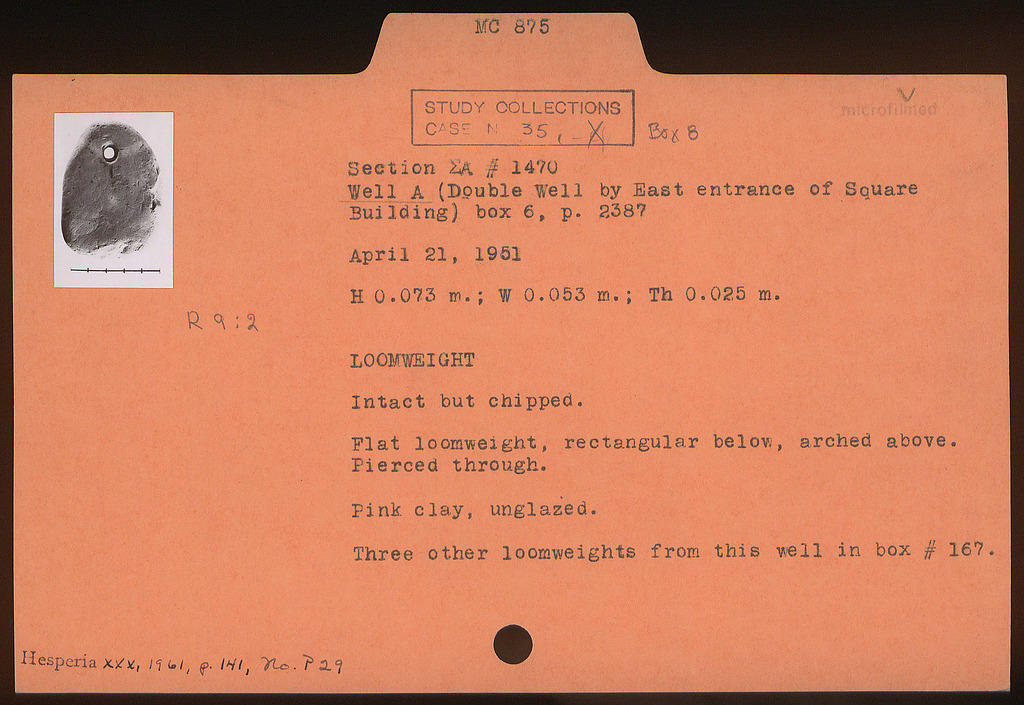 MC 875
STUDY COLLECTIONS
CASE N 35, -X Box 8
microfilmed
Section ΣΑ # 1470
Well A (Double Well by East entrance of Square
Building) box 6, p. 2387
April 21, 1951
H 0.073 m.; W 0.053 m.; Th 0.025 m.
R 9:2
LOOMWEIGHT
Intact but chipped.
Flat loomweight, rectangular below, arched above.
Pierced through.
Pink clay, unglazed.
Three other loomweights from this well in box # 167.
Hesperia XXX, 1961, p. 141, No. P 29